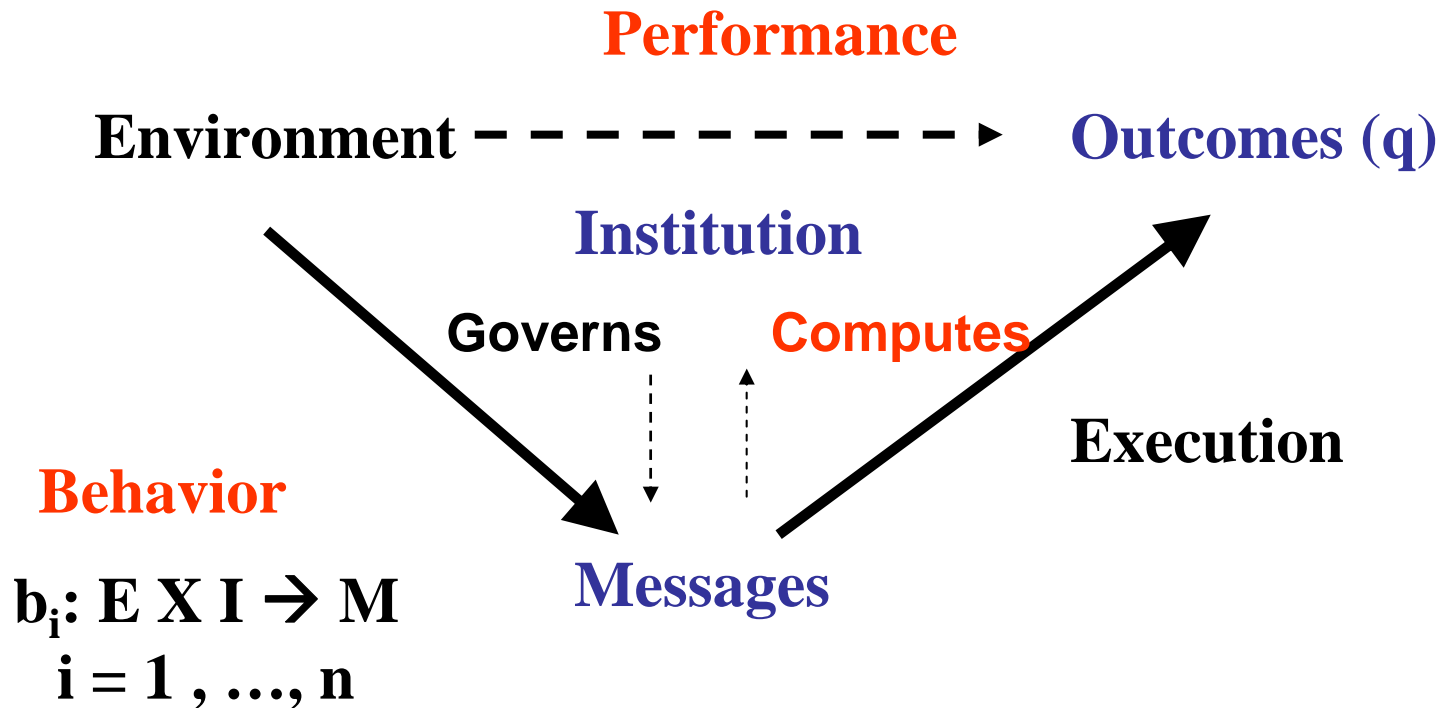 Performance
Environment
Outcomes (q)
Institution
Governs
Computes
Execution
Behavior
Messages
bᵢ: E X I → M
i = 1 , …, n